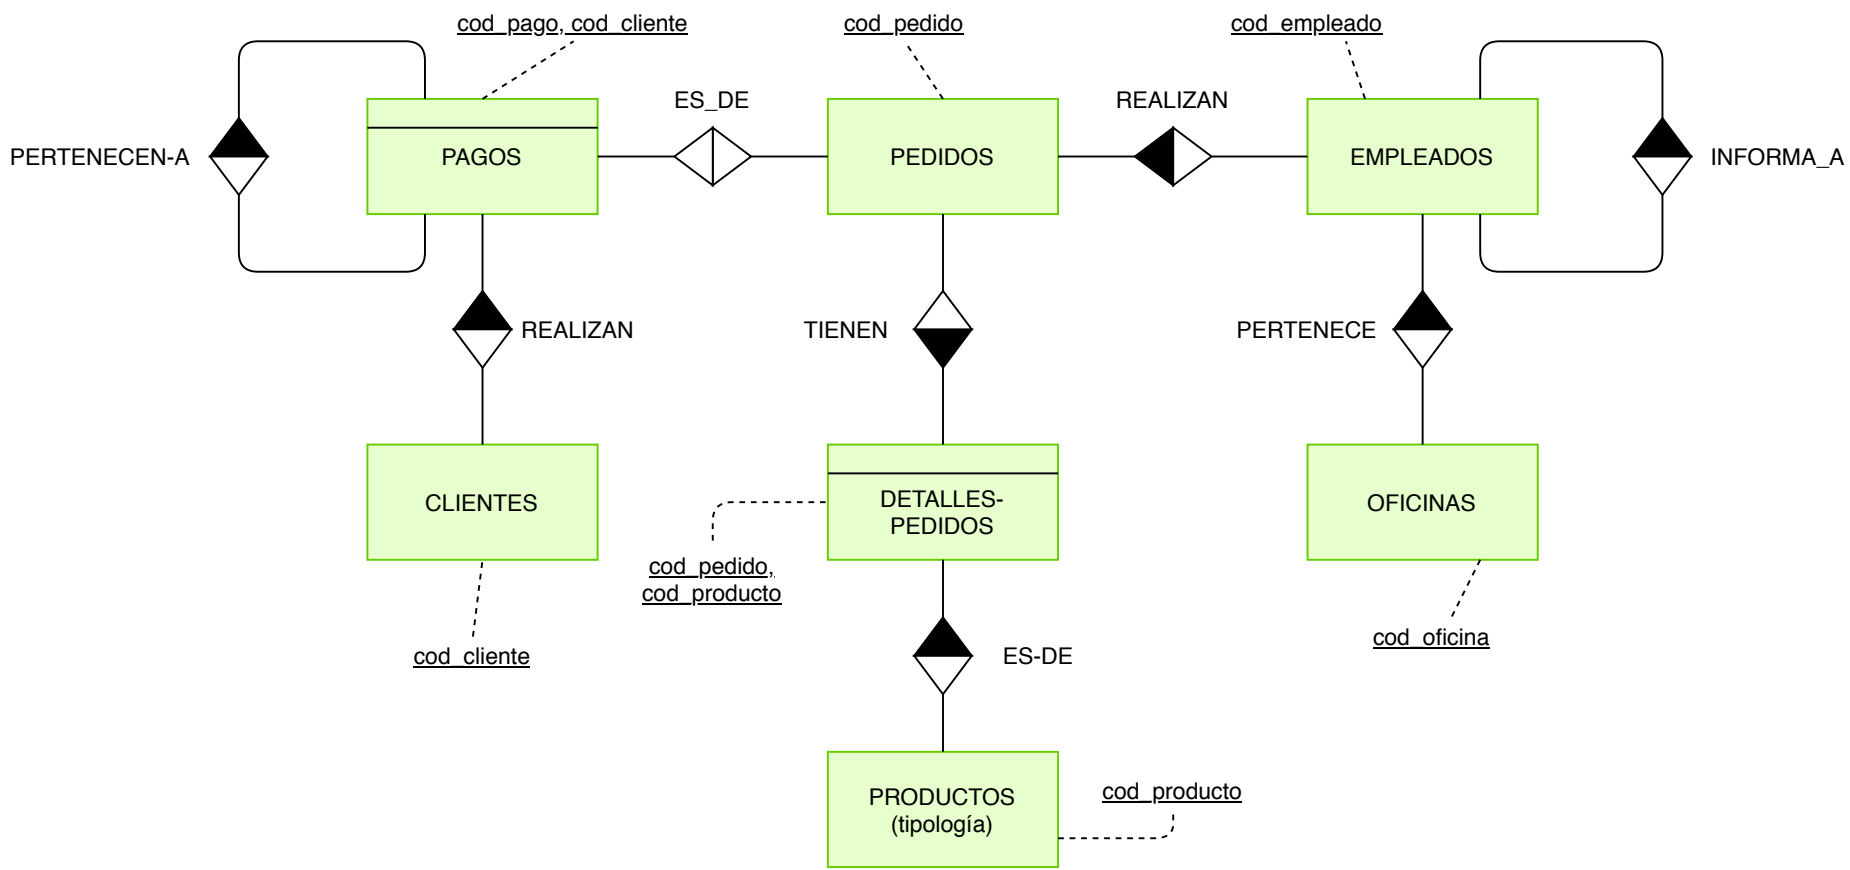 cod_pago, cod_cliente
cod_pedido
cod_empleado
ES_DE
REALIZAN
PERTENECEN-A
PAGOS
PEDIDOS
EMPLEADOS
INFORMA_A
REALIZAN
TIENEN
PERTENECE
CLIENTES
DETALLES-
PEDIDOS
OFICINAS
cod_pedido,
cod_producto
cod_cliente
cod_oficina
ES-DE
PRODUCTOS
(tipología)
cod_producto